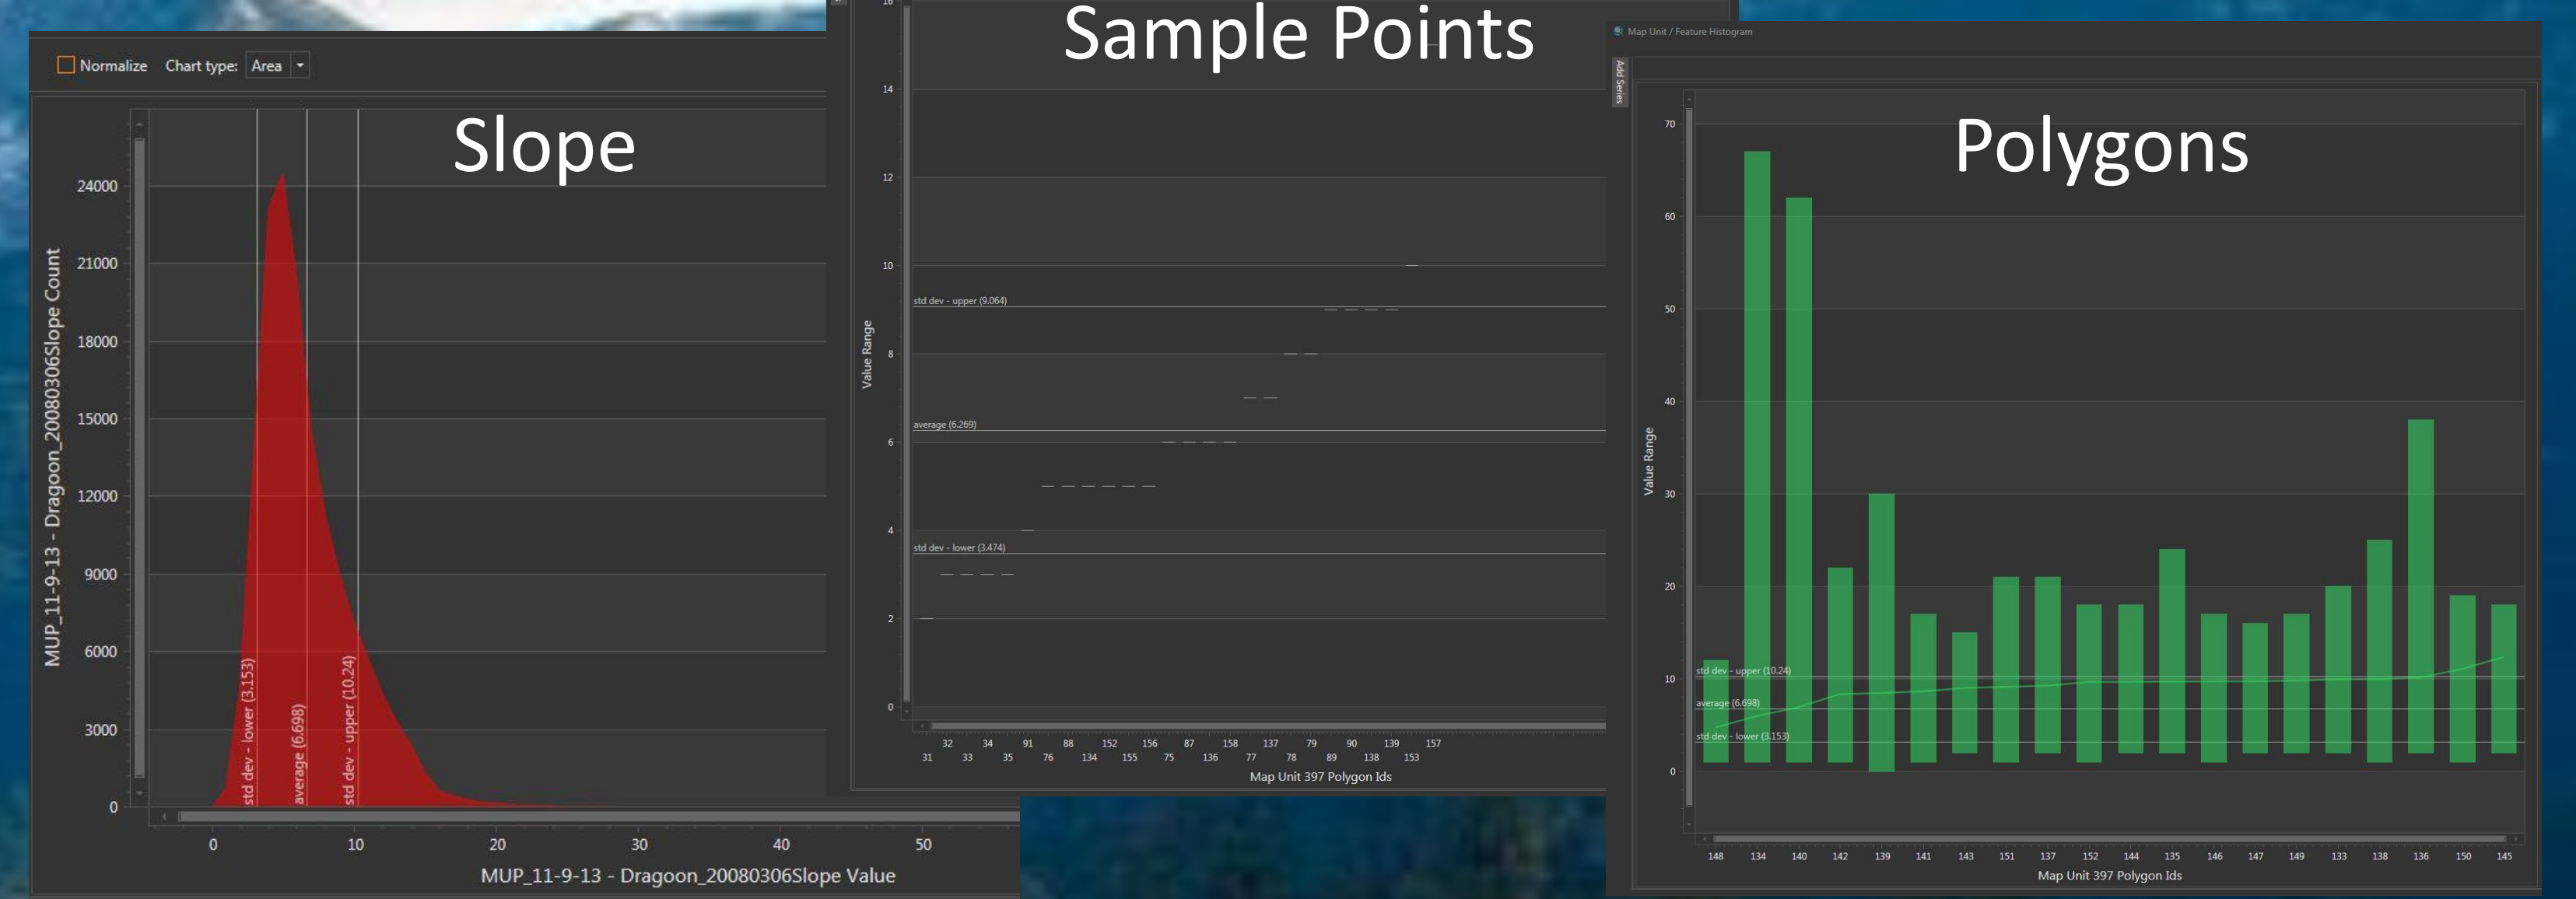 Slope
Normalize Chart type: Area
MUP_11-9-13 - Dragoon_20080306Slope Count
24000
21000
18000
15000
12000
9000
6000
3000
0
std dev - lower (3.153)
average (6.698)
std dev - upper (10.24)
0 10 20 30 40 50
MUP_11-9-13 - Dragoon_20080306Slope Value
Sample Points
16
14
12
10
8
6
4
2
0
Value Range
std dev - upper (9.064)
average (6.269)
std dev - lower (3.474)
32 34 91 88 152 156 87 158 137 79 90 139 157
31 33 35 76 134 155 75 136 77 78 89 138 153
Map Unit 397 Polygon Ids
Map Unit / Feature Histogram
Add Series
Polygons
70
60
50
40
30
20
10
0
Value Range
std dev - upper (10.24)
average (6.698)
std dev - lower (3.153)
148 134 140 142 139 141 143 151 137 152 144 135 146 147 149 133 138 136 150 145
Map Unit 397 Polygon Ids